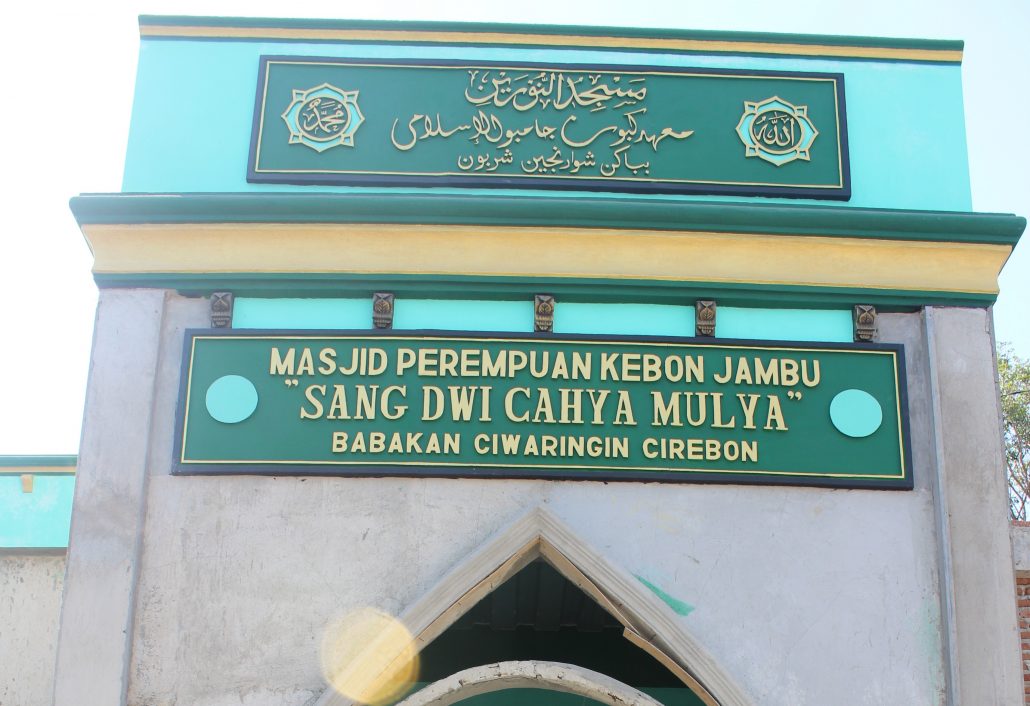 مسجد النورين
محمد
معهد كبون جامبو الإسلامي
الله
بباكن شوارنجين شربون
MASJID PEREMPUAN KEBON JAMBU
"SANG DWI CAHYA MULYA"
BABAKAN CIWARINGIN CIREBON